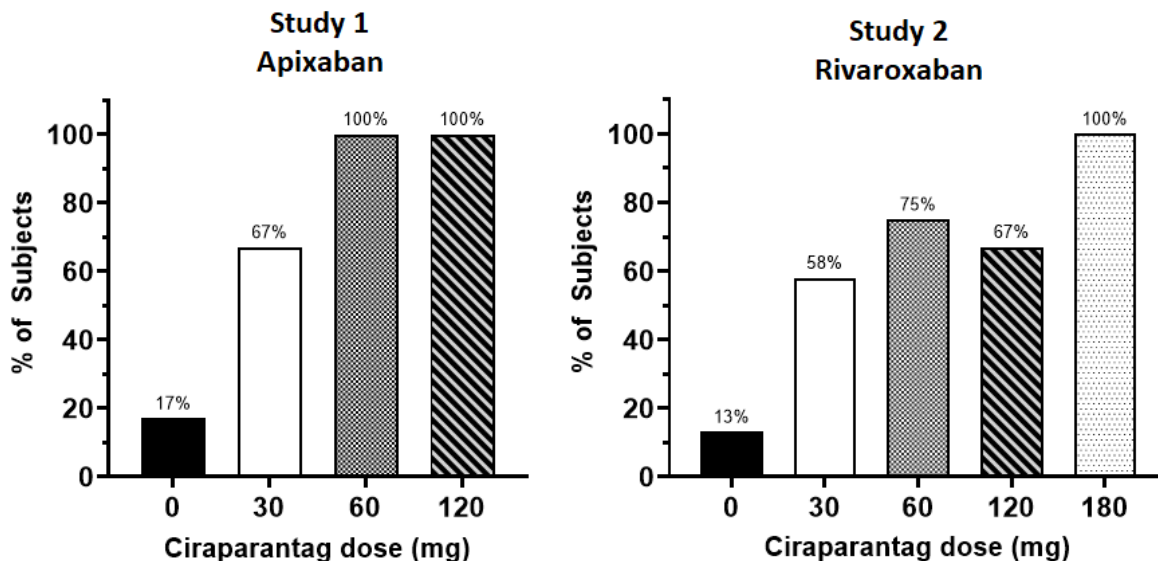 Study 1
Apixaban
% of Subjects
100
80
60
40
20
0
17%
67%
100%
100%
0 30 60 120
Ciraparantag dose (mg)
Study 2
Rivaroxaban
% of Subjects
100
80
60
40
20
0
13%
58%
75%
67%
100%
0 30 60 120 180
Ciraparantag dose (mg)